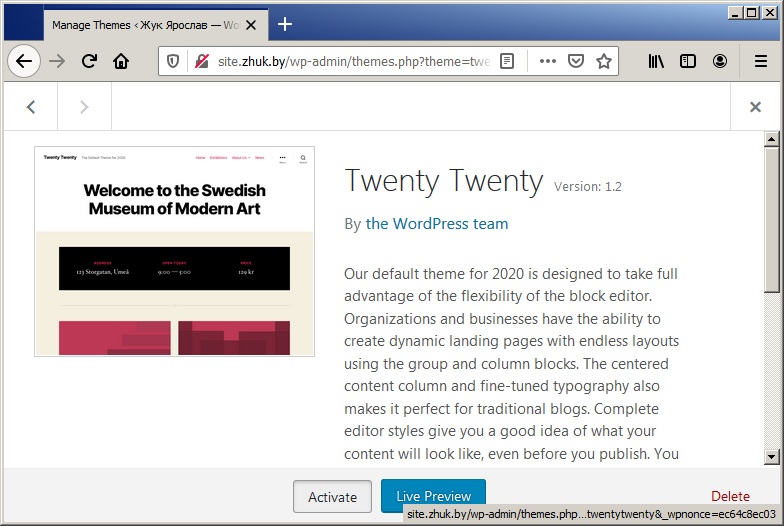 Manage Themes ‹ Жук Ярослав — Wo
site.zhuk.by/wp-admin/themes.php?theme=twe
Twenty Twenty
The Default Theme for 2020
Home Exhibitions About Us News
Menu
Search
Welcome to the Swedish
Museum of Modern Art
ADDRESS
123 Storgatan, Umeå
OPEN TODAY
9:00 — 5:00
PRICE
129 kr
Twenty Twenty Version: 1.2
By the WordPress team
Our default theme for 2020 is designed to take full
advantage of the flexibility of the block editor.
Organizations and businesses have the ability to
create dynamic landing pages with endless layouts
using the group and column blocks. The centered
content column and fine-tuned typography also
makes it perfect for traditional blogs. Complete
editor styles give you a good idea of what your
content will look like, even before you publish. You
Activate
Live Preview
Delete
site.zhuk.by/wp-admin/themes.php...twentytwenty&_wpnonce=ec64c8ec03